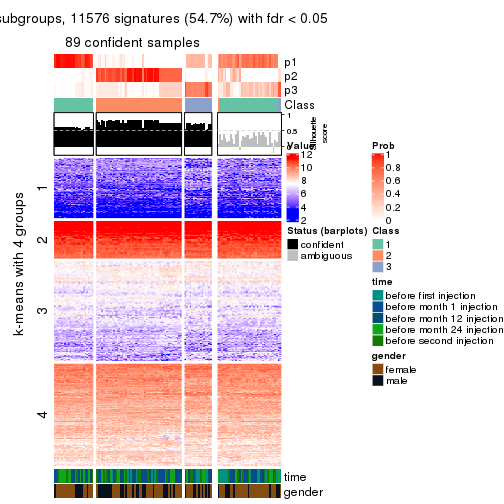 subgroups, 11576 signatures (54.7%) with fdr < 0.05
89 confident samples
p1
p2
p3
Class
1
0.5
0
Silhouette
score
k-means with 4 groups
1
2
3
4
time
gender
Value
12
10
8
6
4
2
Prob
1
0.8
0.6
0.4
0.2
0
Status (barplots)
confident
ambiguous
Class
1
2
3
time
before first injection
before month 1 injection
before month 12 injection
before month 24 injection
before second injection
gender
female
male